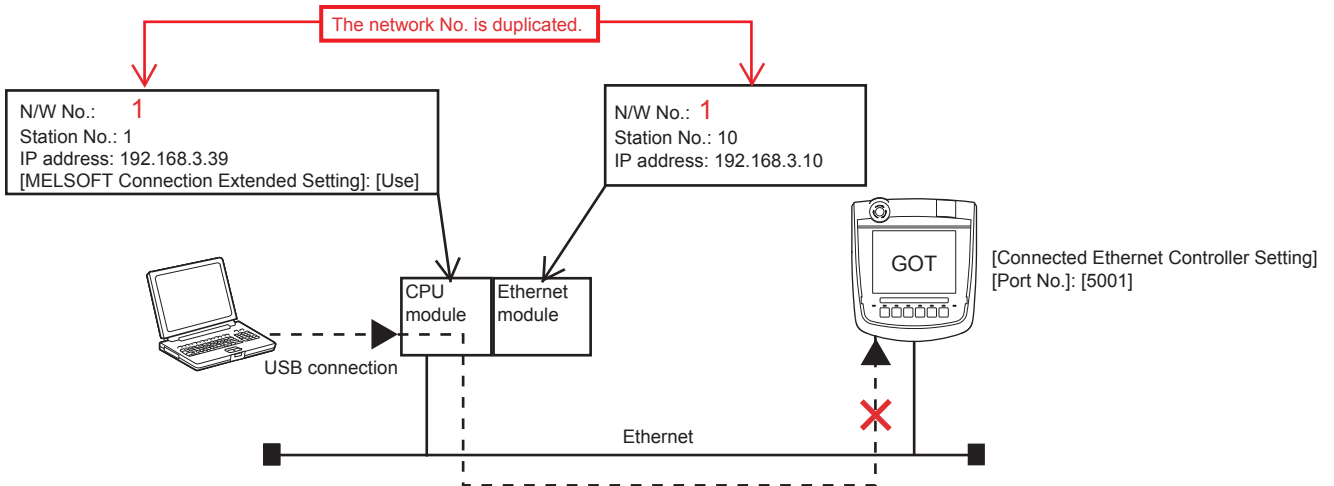 The network No. is duplicated.
N/W No.: 1
Station No.: 1
IP address: 192.168.3.39
[MELSOFT Connection Extended Setting]: [Use]
N/W No.: 1
Station No.: 10
IP address: 192.168.3.10
CPU
module
Ethernet
module
GOT
[Connected Ethernet Controller Setting]
[Port No.]: [5001]
USB connection
Ethernet